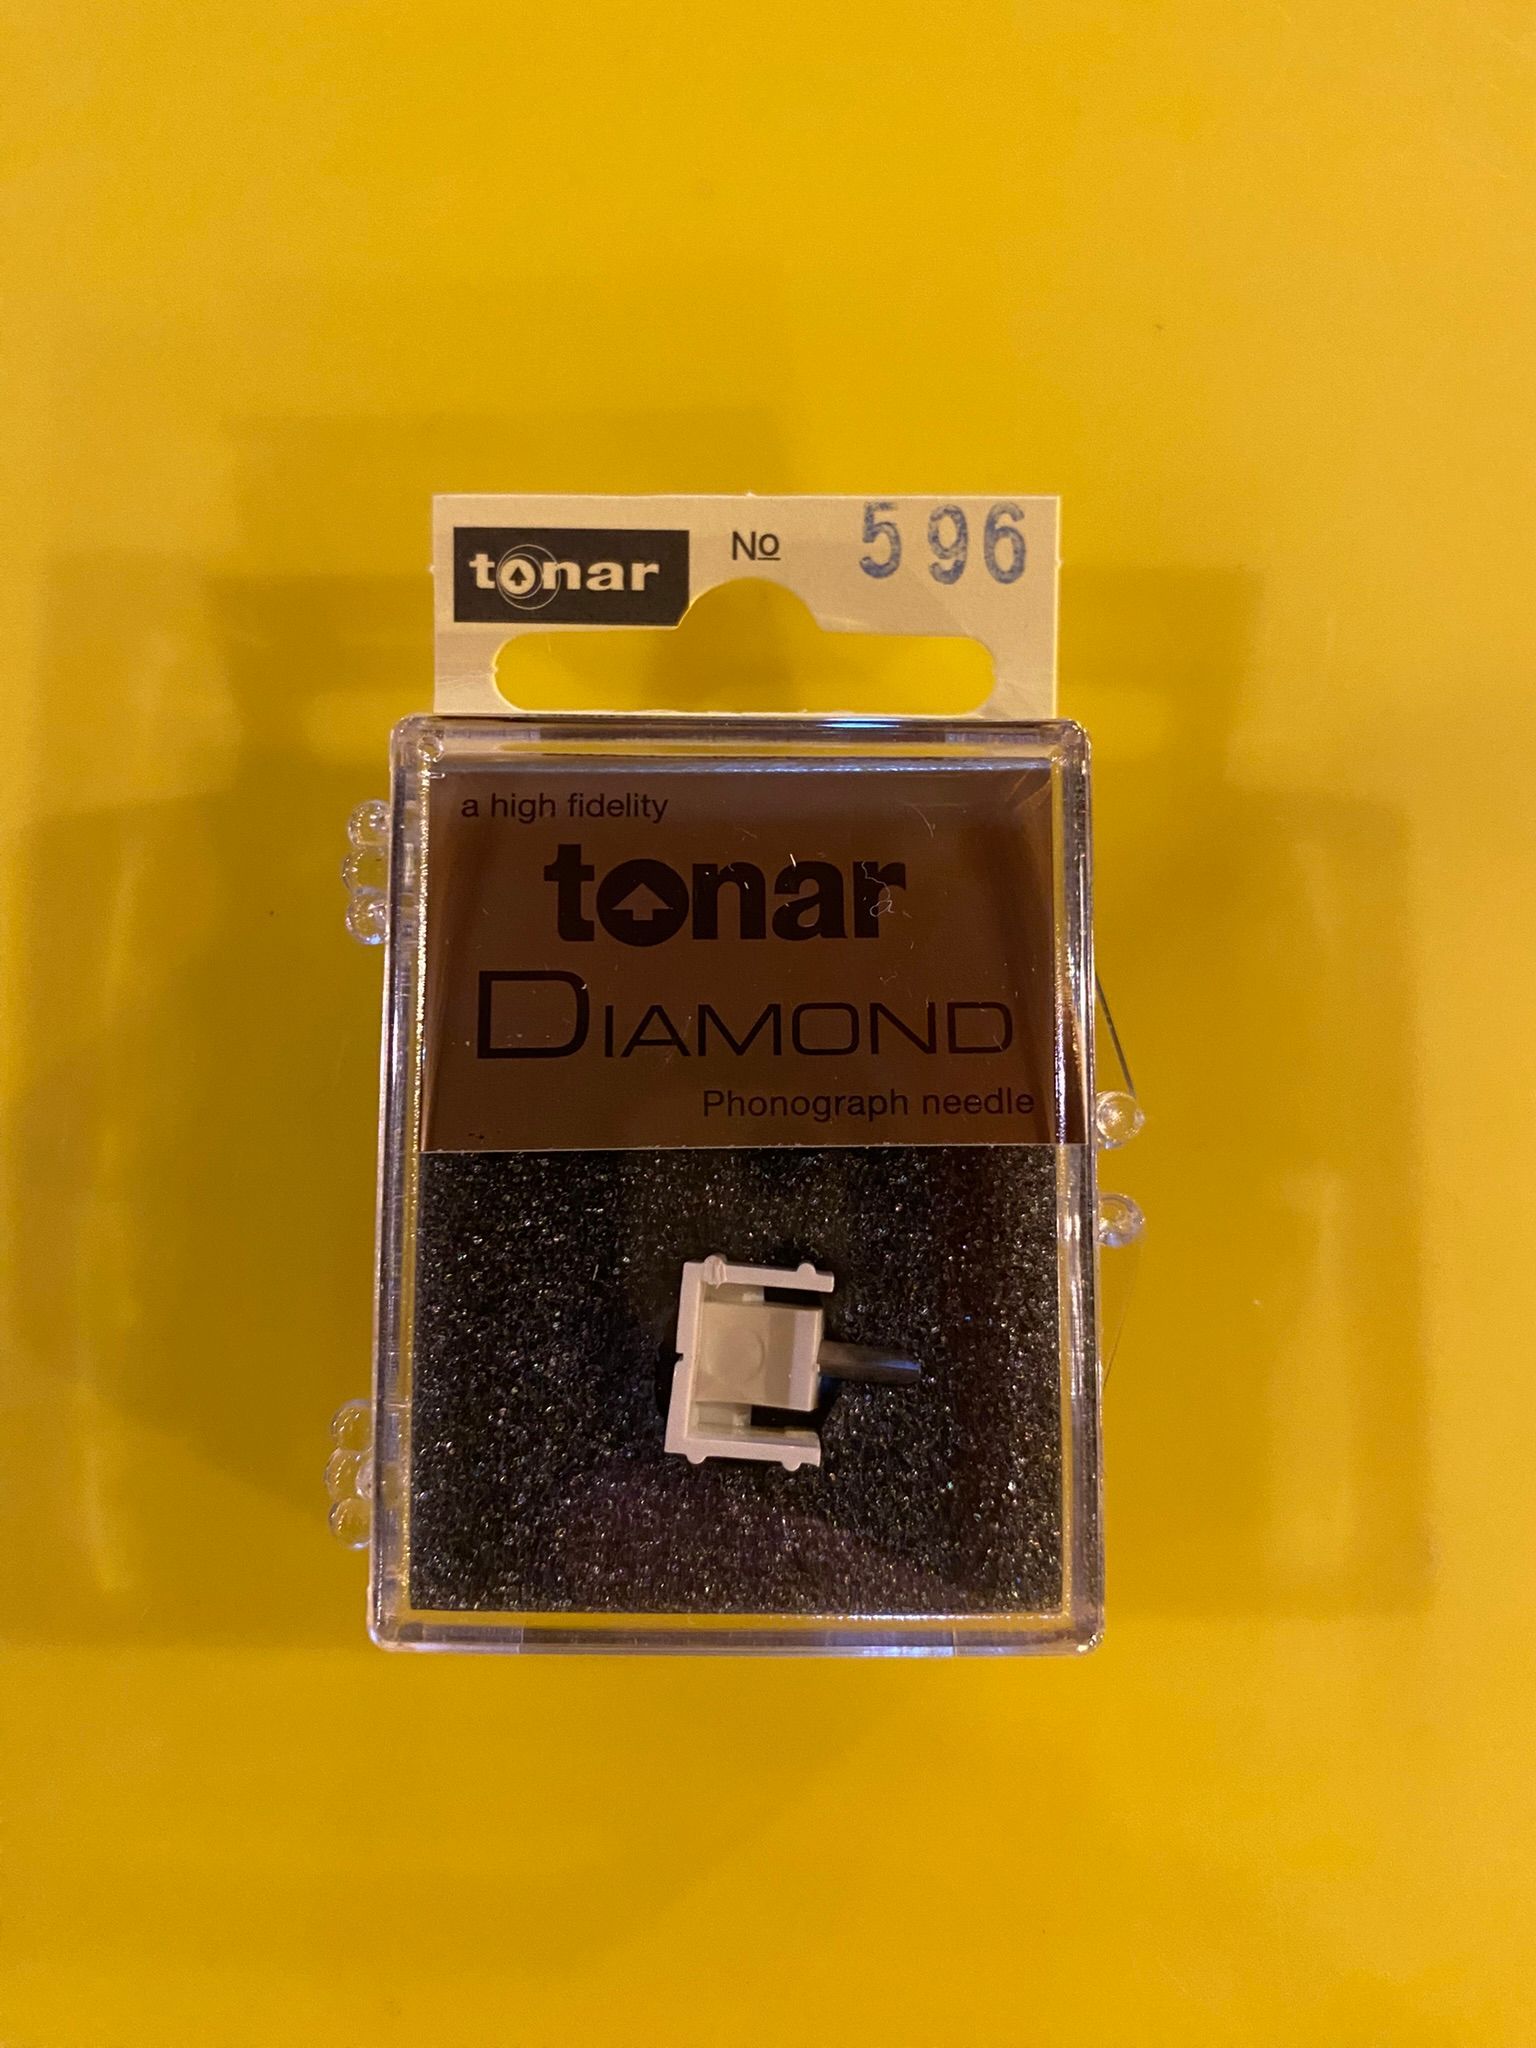 tonar No 596
a high fidelity
tonar
DIAMOND
Phonograph needle